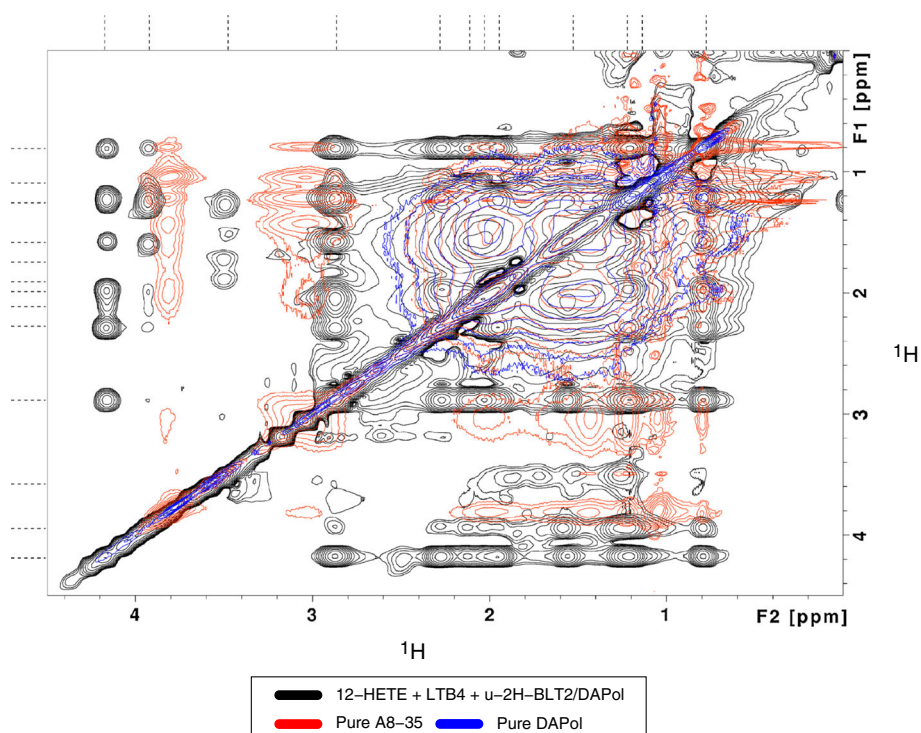 F1 [ppm]
1
2
3
4
¹H
4
3
2
1
F2 [ppm]
¹H
12−HETE + LTB4 + u−2H−BLT2/DAPol
Pure A8−35
Pure DAPol